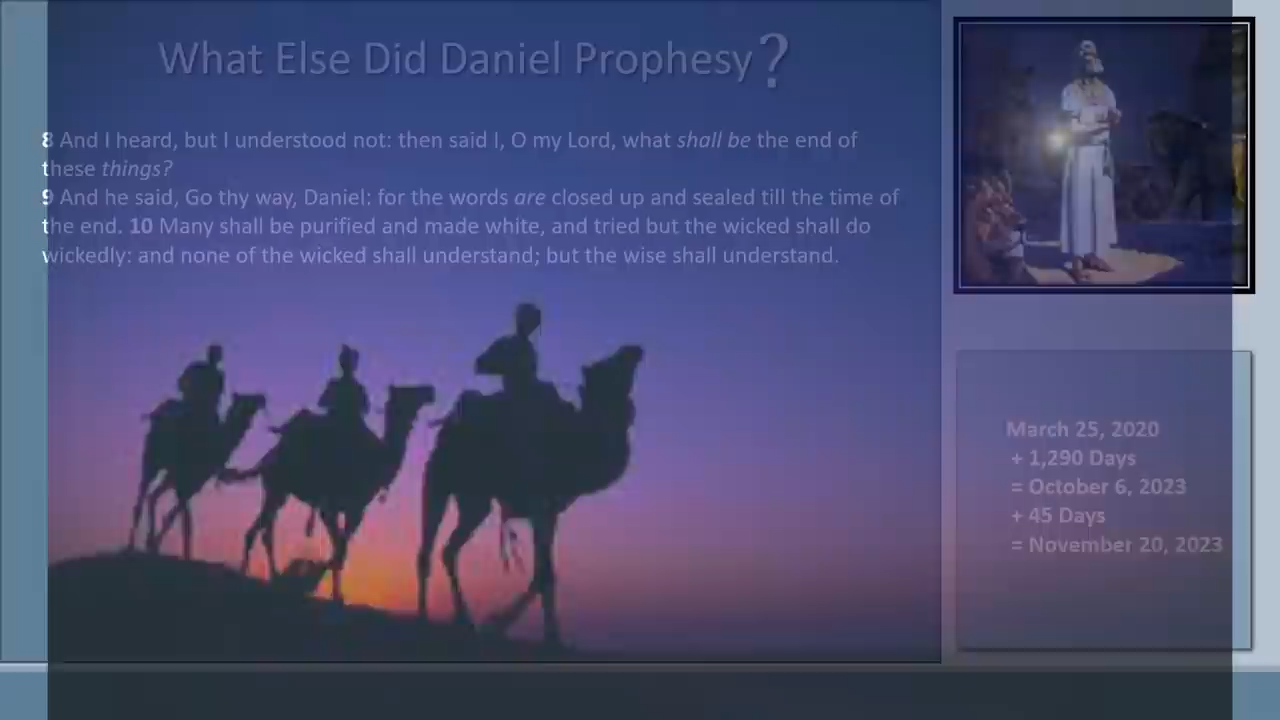 What Else Did Daniel Prophesy?
8 And I heard, but I understood not: then said I, O my Lord, what shall be the end of
these things?
9 And he said, Go thy way, Daniel: for the words are closed up and sealed till the time of
the end. 10 Many shall be purified and made white, and tried but the wicked shall do
wickedly: and none of the wicked shall understand; but the wise shall understand.
March 25, 2020
+ 1,290 Days
= October 6, 2023
+ 45 Days
= November 20, 2023